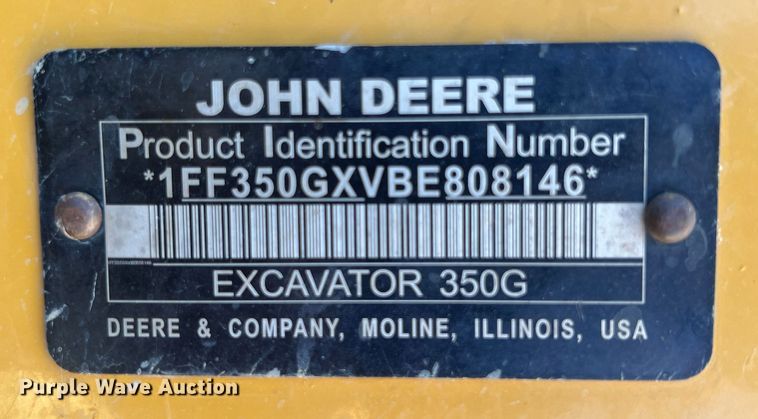 JOHN DEERE
Product Identification Number
*1FF350GXVBE808146*
EXCAVATOR 350G
DEERE & COMPANY, MOLINE, ILLINOIS, USA
Purple Wave Auction